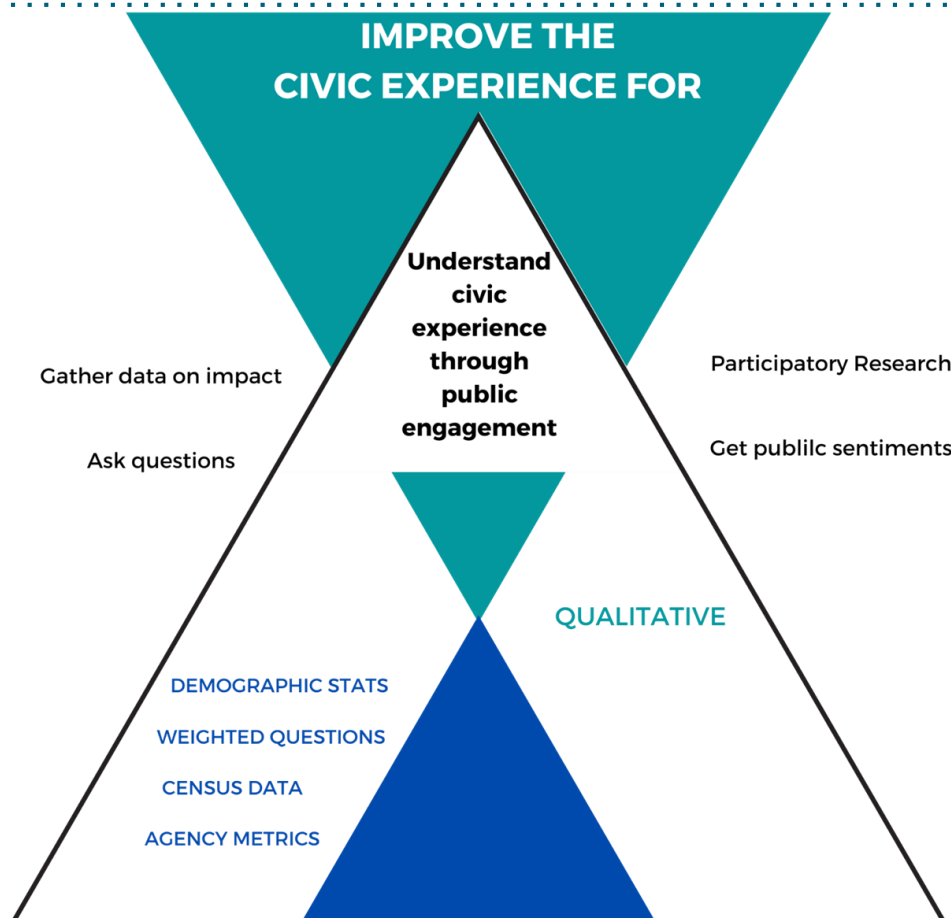 IMPROVE THE
CIVIC EXPERIENCE FOR
Understand
civic
experience
through
public
engagement
Gather data on impact
Ask questions
Participatory Research
Get publilc sentiments
QUALITATIVE
DEMOGRAPHIC STATS
WEIGHTED QUESTIONS
CENSUS DATA
AGENCY METRICS